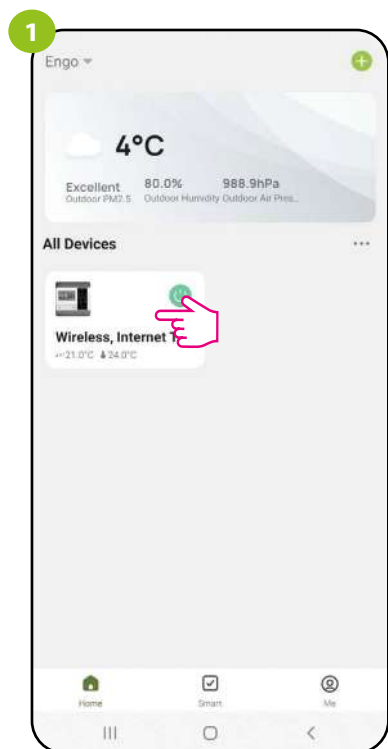 1
Engo
4°C
Excellent 80.0% 988.9hPa
Outdoor PM2.5 Outdoor Humidity Outdoor Air Pres...
All Devices
Wireless, Internet T
21.0°C 24.0°C
Home Smart Me